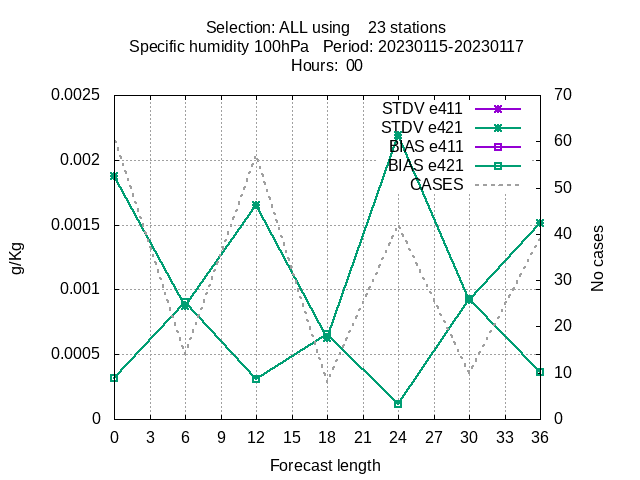 Selection: ALL using    23 stations
Specific humidity 100hPa   Period: 20230115-20230117
Hours:  00
0.0025
0.002
0.0015
0.001
0.0005
0
g/Kg
STDV e411
STDV e421
BIAS e411
BIAS e421
CASES
70
60
50
40
30
20
10
0
No cases
0 3 6 9 12 15 18 21 24 27 30 33 36
Forecast length